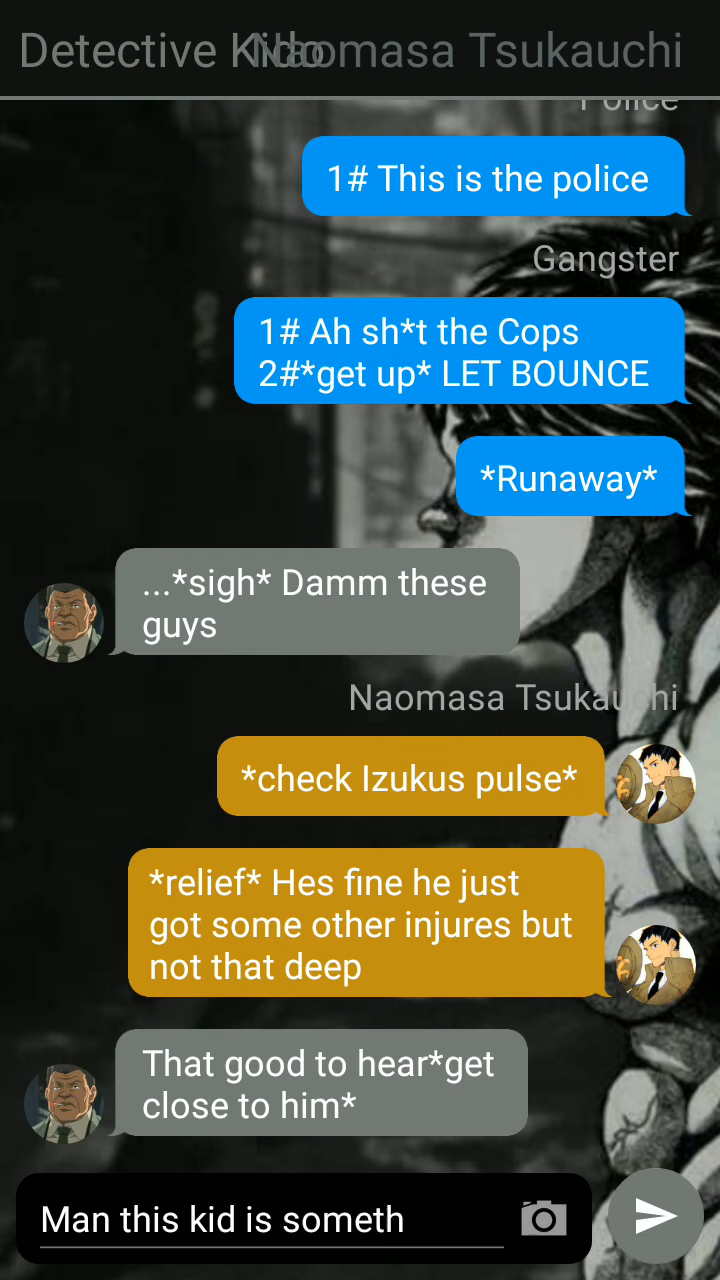 Detective Kido Naomasa Tsukauchi
Police
1# This is the police
Gangster
1# Ah sh*t the Cops
2#*get up* LET BOUNCE
*Runaway*
...*sigh* Damm these
guys
Naomasa Tsukauchi
*check Izukus pulse*
*relief* Hes fine he just
got some other injures but
not that deep
That good to hear*get
close to him*
Man this kid is someth